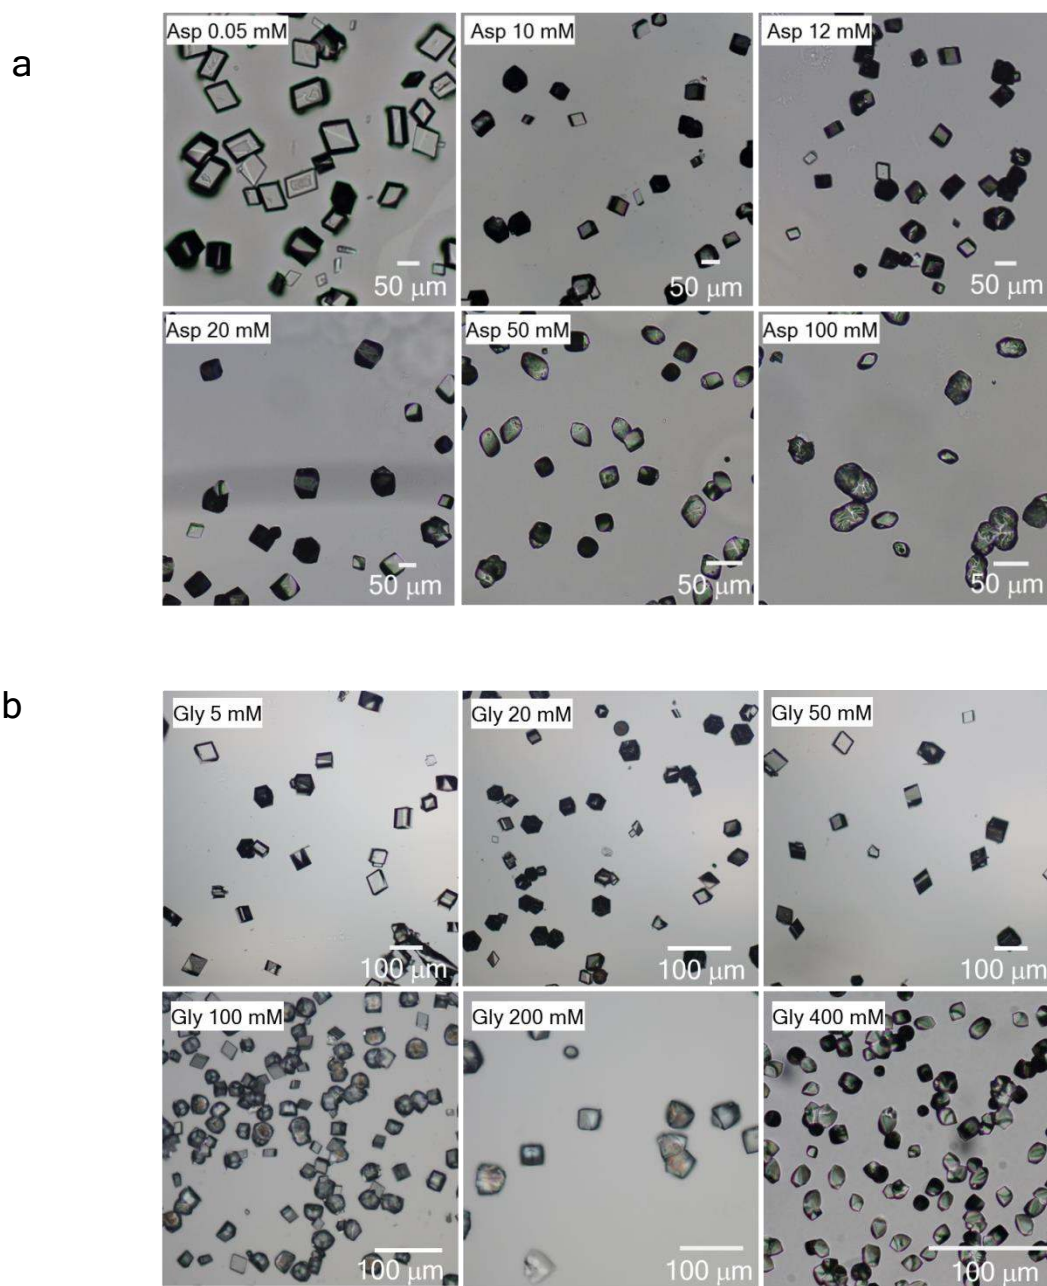 a
Asp 0.05 mM
50 μm
Asp 10 mM
50 μm
Asp 12 mM
50 μm
Asp 20 mM
50 μm
Asp 50 mM
50 μm
Asp 100 mM
50 μm
b
Gly 5 mM
100 μm
Gly 20 mM
100 μm
Gly 50 mM
100 μm
Gly 100 mM
100 μm
Gly 200 mM
100 μm
Gly 400 mM
100 μm